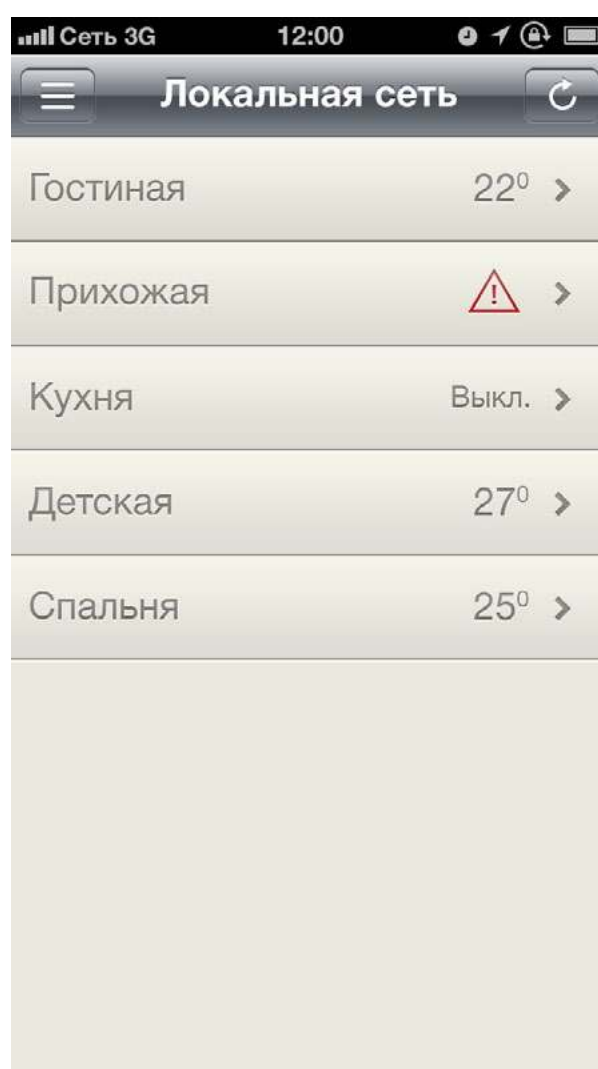 Сеть 3G 12:00
Локальная сеть
Гостиная 22⁰
Прихожая
Кухня Выкл.
Детская 27⁰
Спальня 25⁰